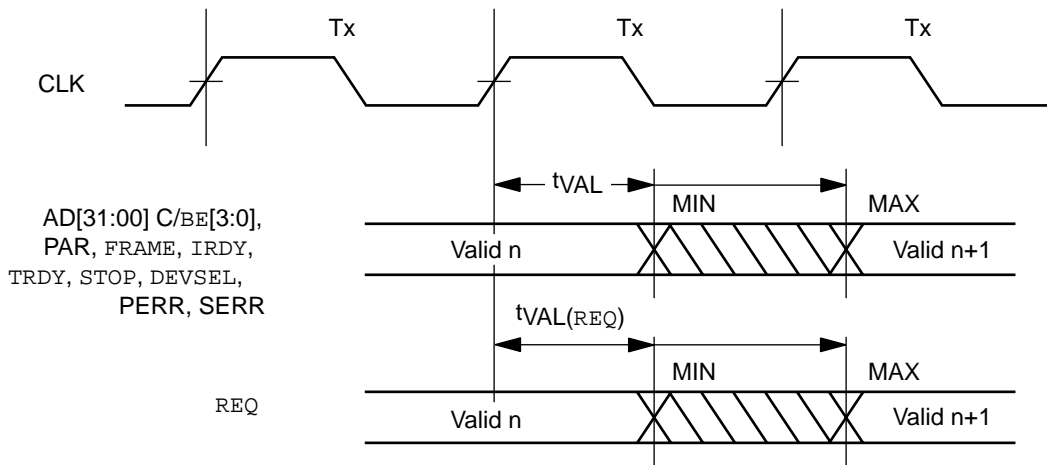 Tx Tx Tx
CLK
tVAL
MIN MAX
AD[31:00] C/BE[3:0],
PAR, FRAME, IRDY,
TRDY, STOP, DEVSEL,
PERR, SERR
Valid n Valid n+1
tVAL(REQ)
MIN MAX
REQ
Valid n Valid n+1